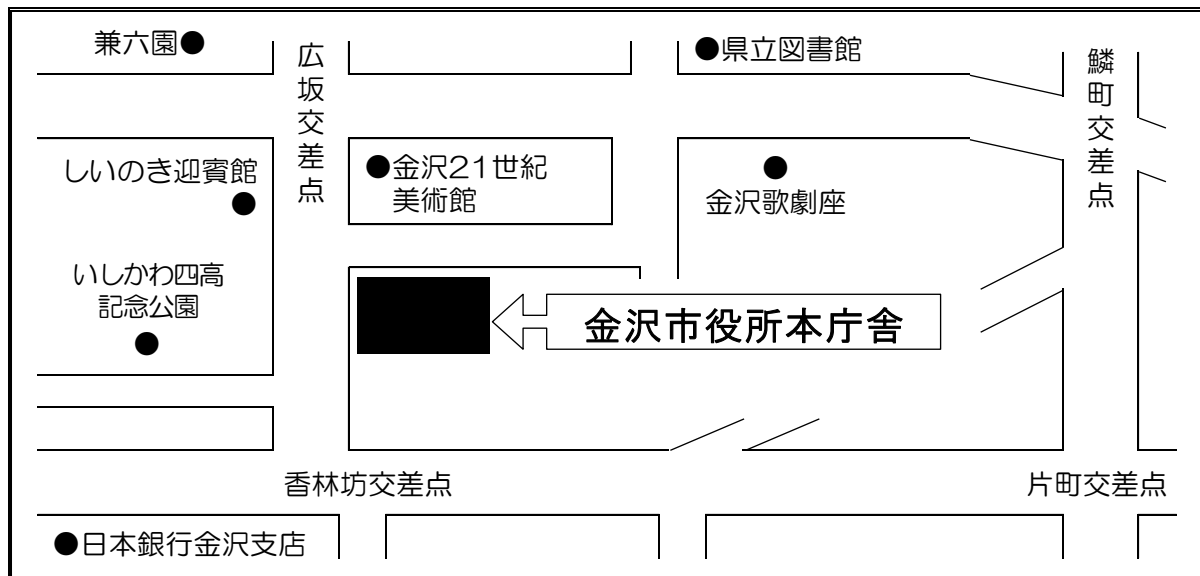 兼六園●
広坂交差点
●県立図書館
鱗町交差点
しいのき迎賓館
●
●金沢21世紀
美術館
●
金沢歌劇座
いしかわ四高
記念公園
●
金沢市役所本庁舎
香林坊交差点
片町交差点
●日本銀行金沢支店